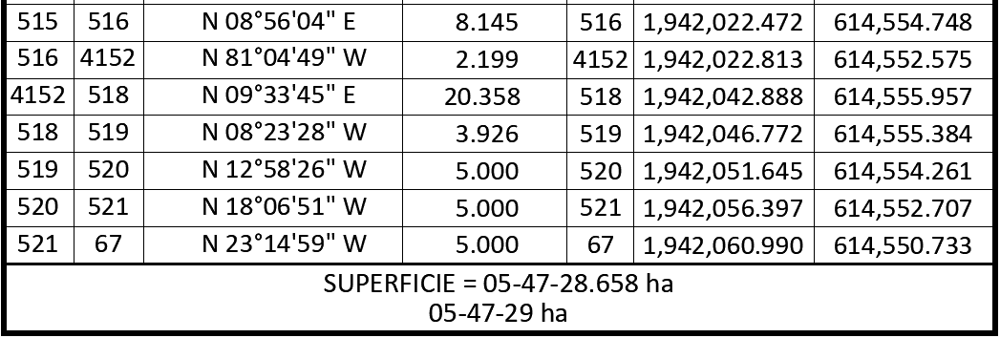 515 516 N 08°56'04" E 8.145 516 1,942,022.472 614,554.748
516 4152 N 81°04'49" W 2.199 4152 1,942,022.813 614,552.575
4152 518 N 09°33'45" E 20.358 518 1,942,042.888 614,555.957
518 519 N 08°23'28" W 3.926 519 1,942,046.772 614,555.384
519 520 N 12°58'26" W 5.000 520 1,942,051.645 614,554.261
520 521 N 18°06'51" W 5.000 521 1,942,056.397 614,552.707
521 67 N 23°14'59" W 5.000 67 1,942,060.990 614,550.733
SUPERFICIE = 05-47-28.658 ha
05-47-29 ha